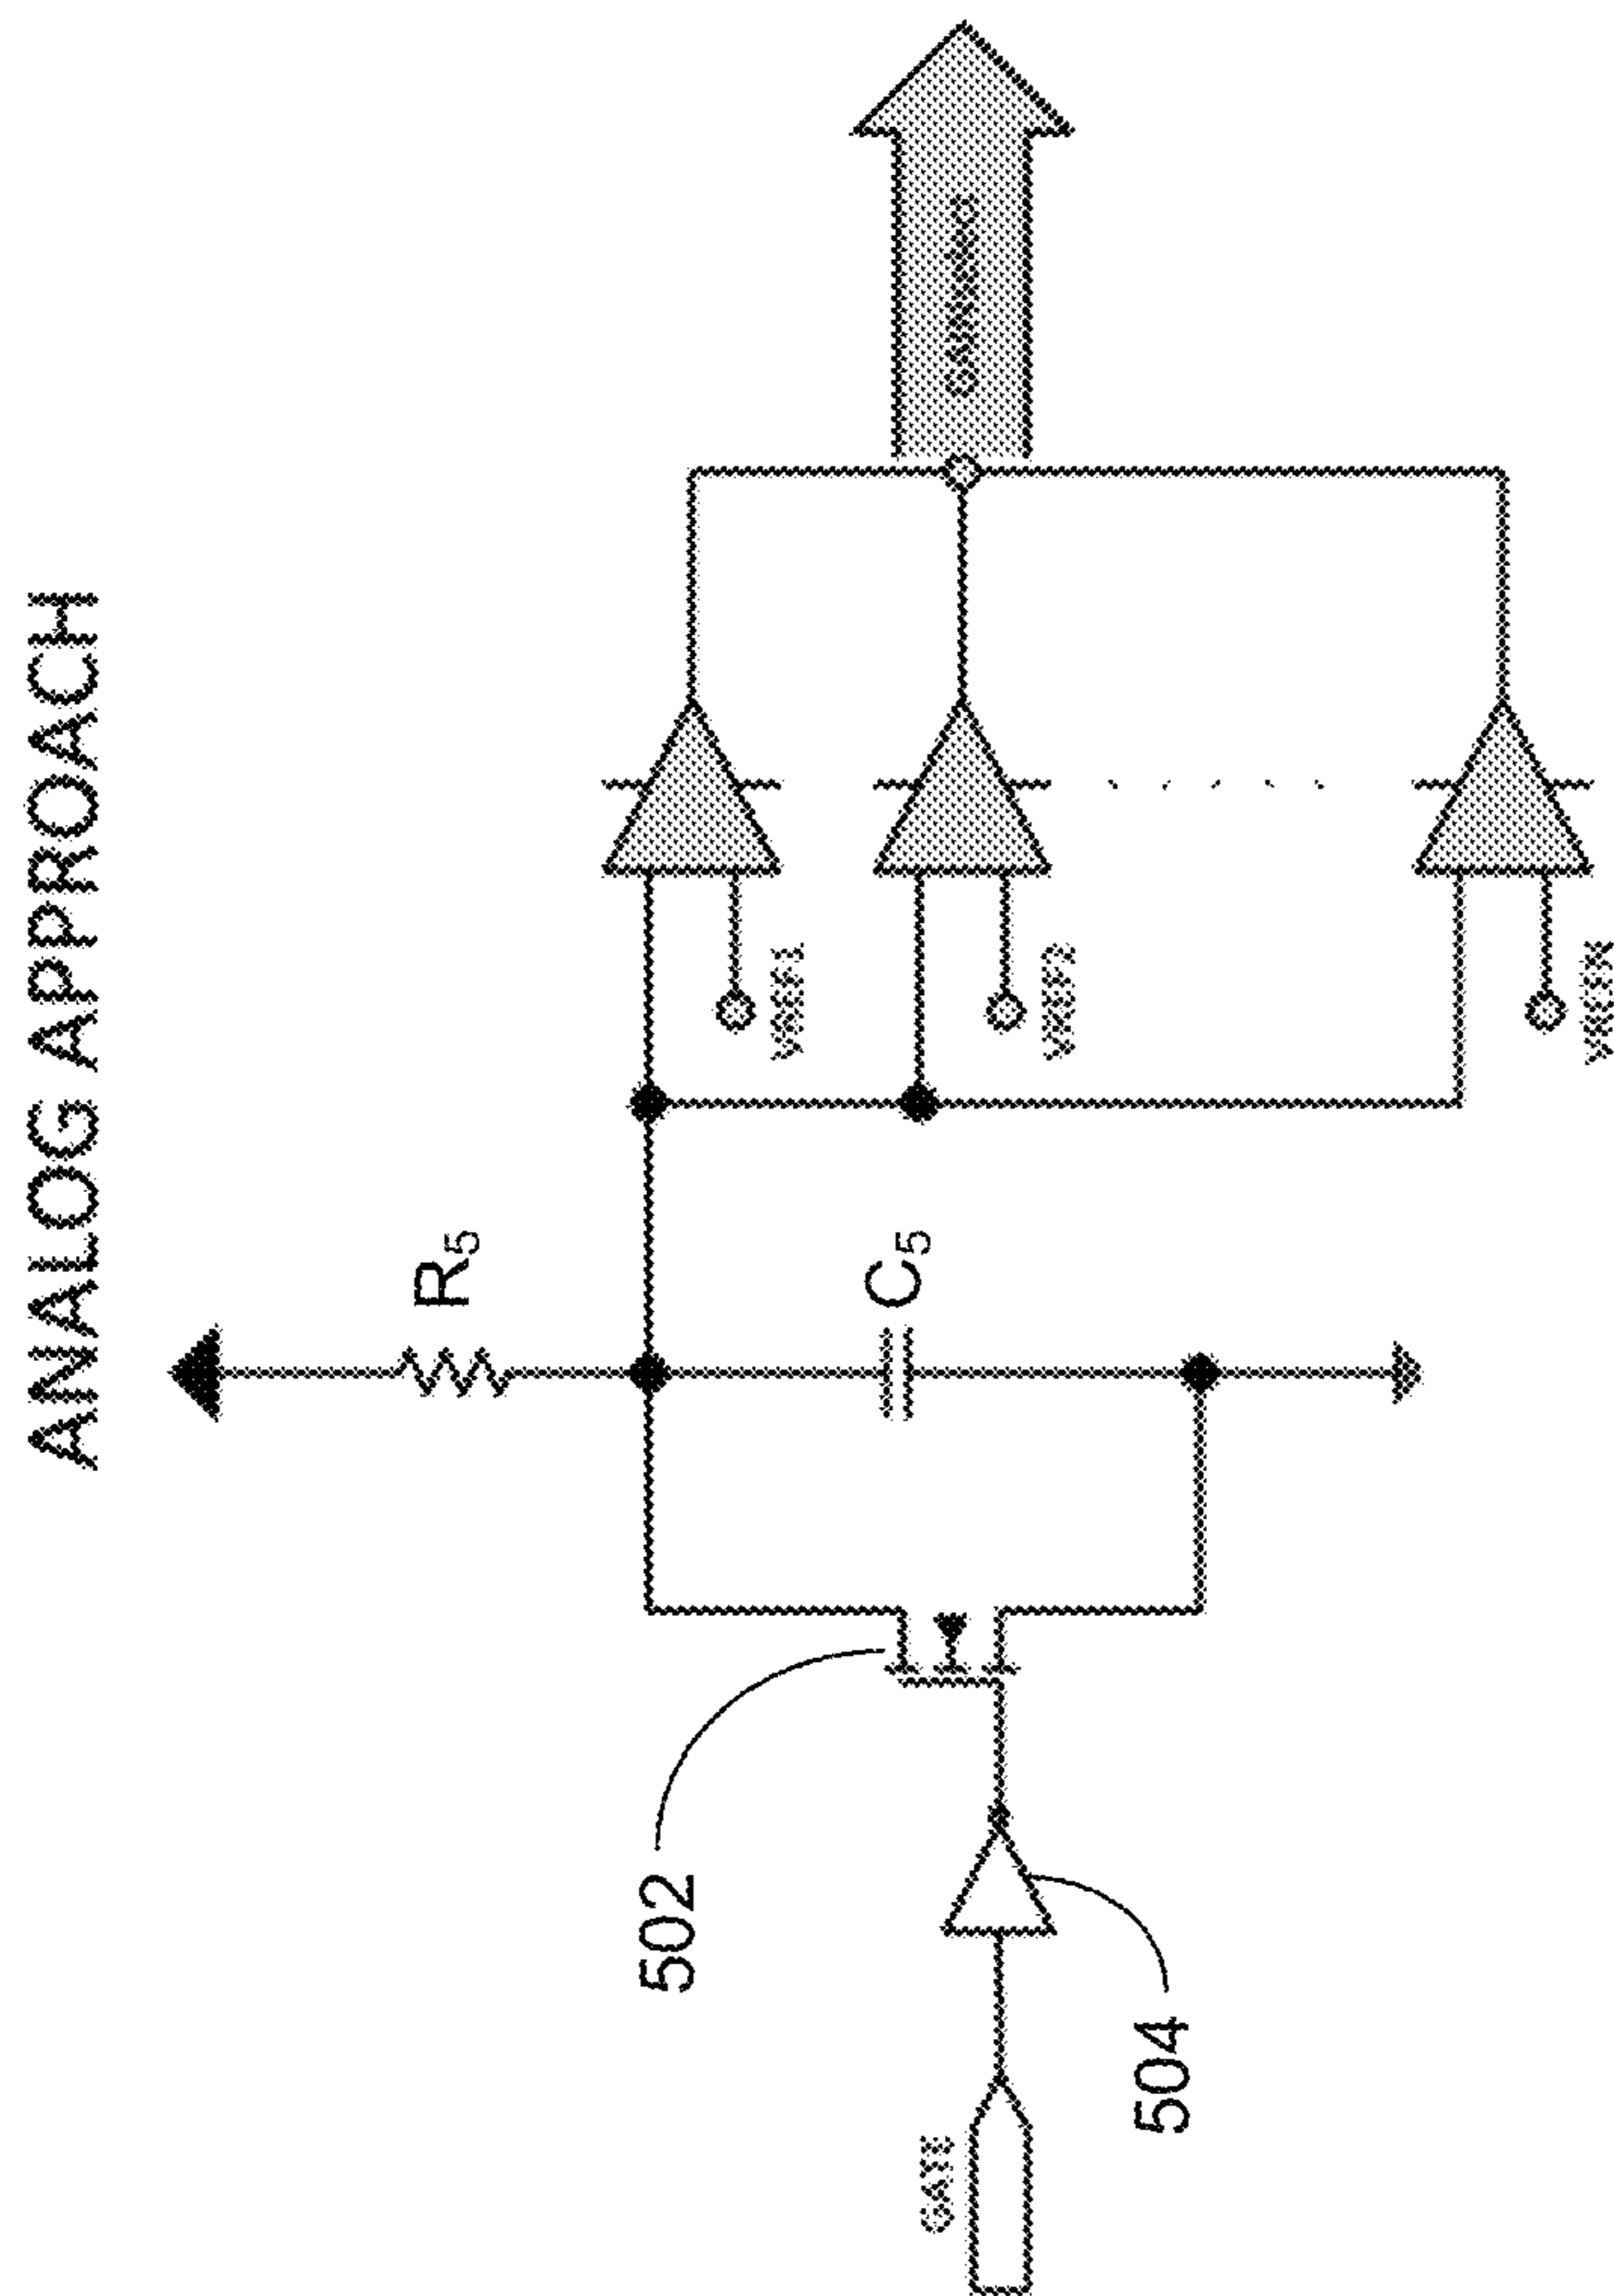 ANALOG APPROACH
R5
C5
VREF1
VREF2
VREFN
502
504
GATE